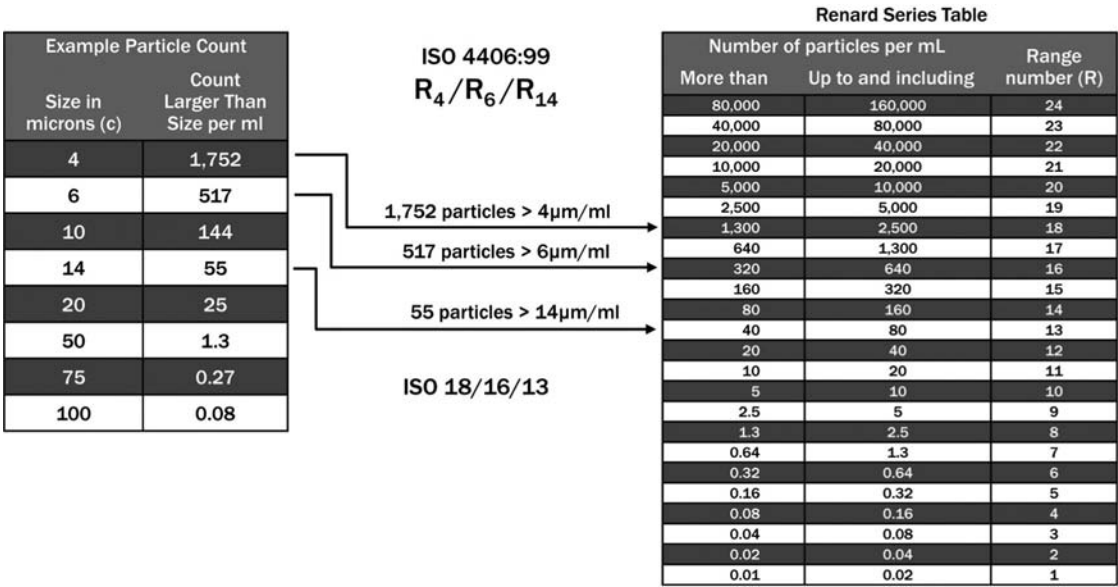 Example Particle Count
Size in microns (c) Count Larger Than Size per ml
4 1,752
6 517
10 144
14 55
20 25
50 1.3
75 0.27
100 0.08
ISO 4406:99
R4/R6/R14
1,752 particles > 4μm/ml
517 particles > 6μm/ml
55 particles > 14μm/ml
ISO 18/16/13
Renard Series Table
Number of particles per mL Range number (R)
More than Up to and including
80,000 160,000 24
40,000 80,000 23
20,000 40,000 22
10,000 20,000 21
5,000 10,000 20
2,500 5,000 19
1,300 2,500 18
640 1,300 17
320 640 16
160 320 15
80 160 14
40 80 13
20 40 12
10 20 11
5 10 10
2.5 5 9
1.3 2.5 8
0.64 1.3 7
0.32 0.64 6
0.16 0.32 5
0.08 0.16 4
0.04 0.08 3
0.02 0.04 2
0.01 0.02 1